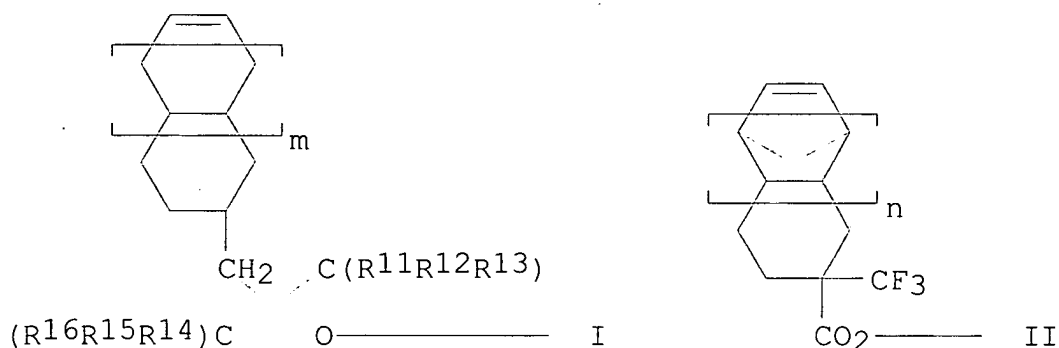 m
n
CH2 C(R11R12R13) CF3
(R16R15R14)C O I CO2 II